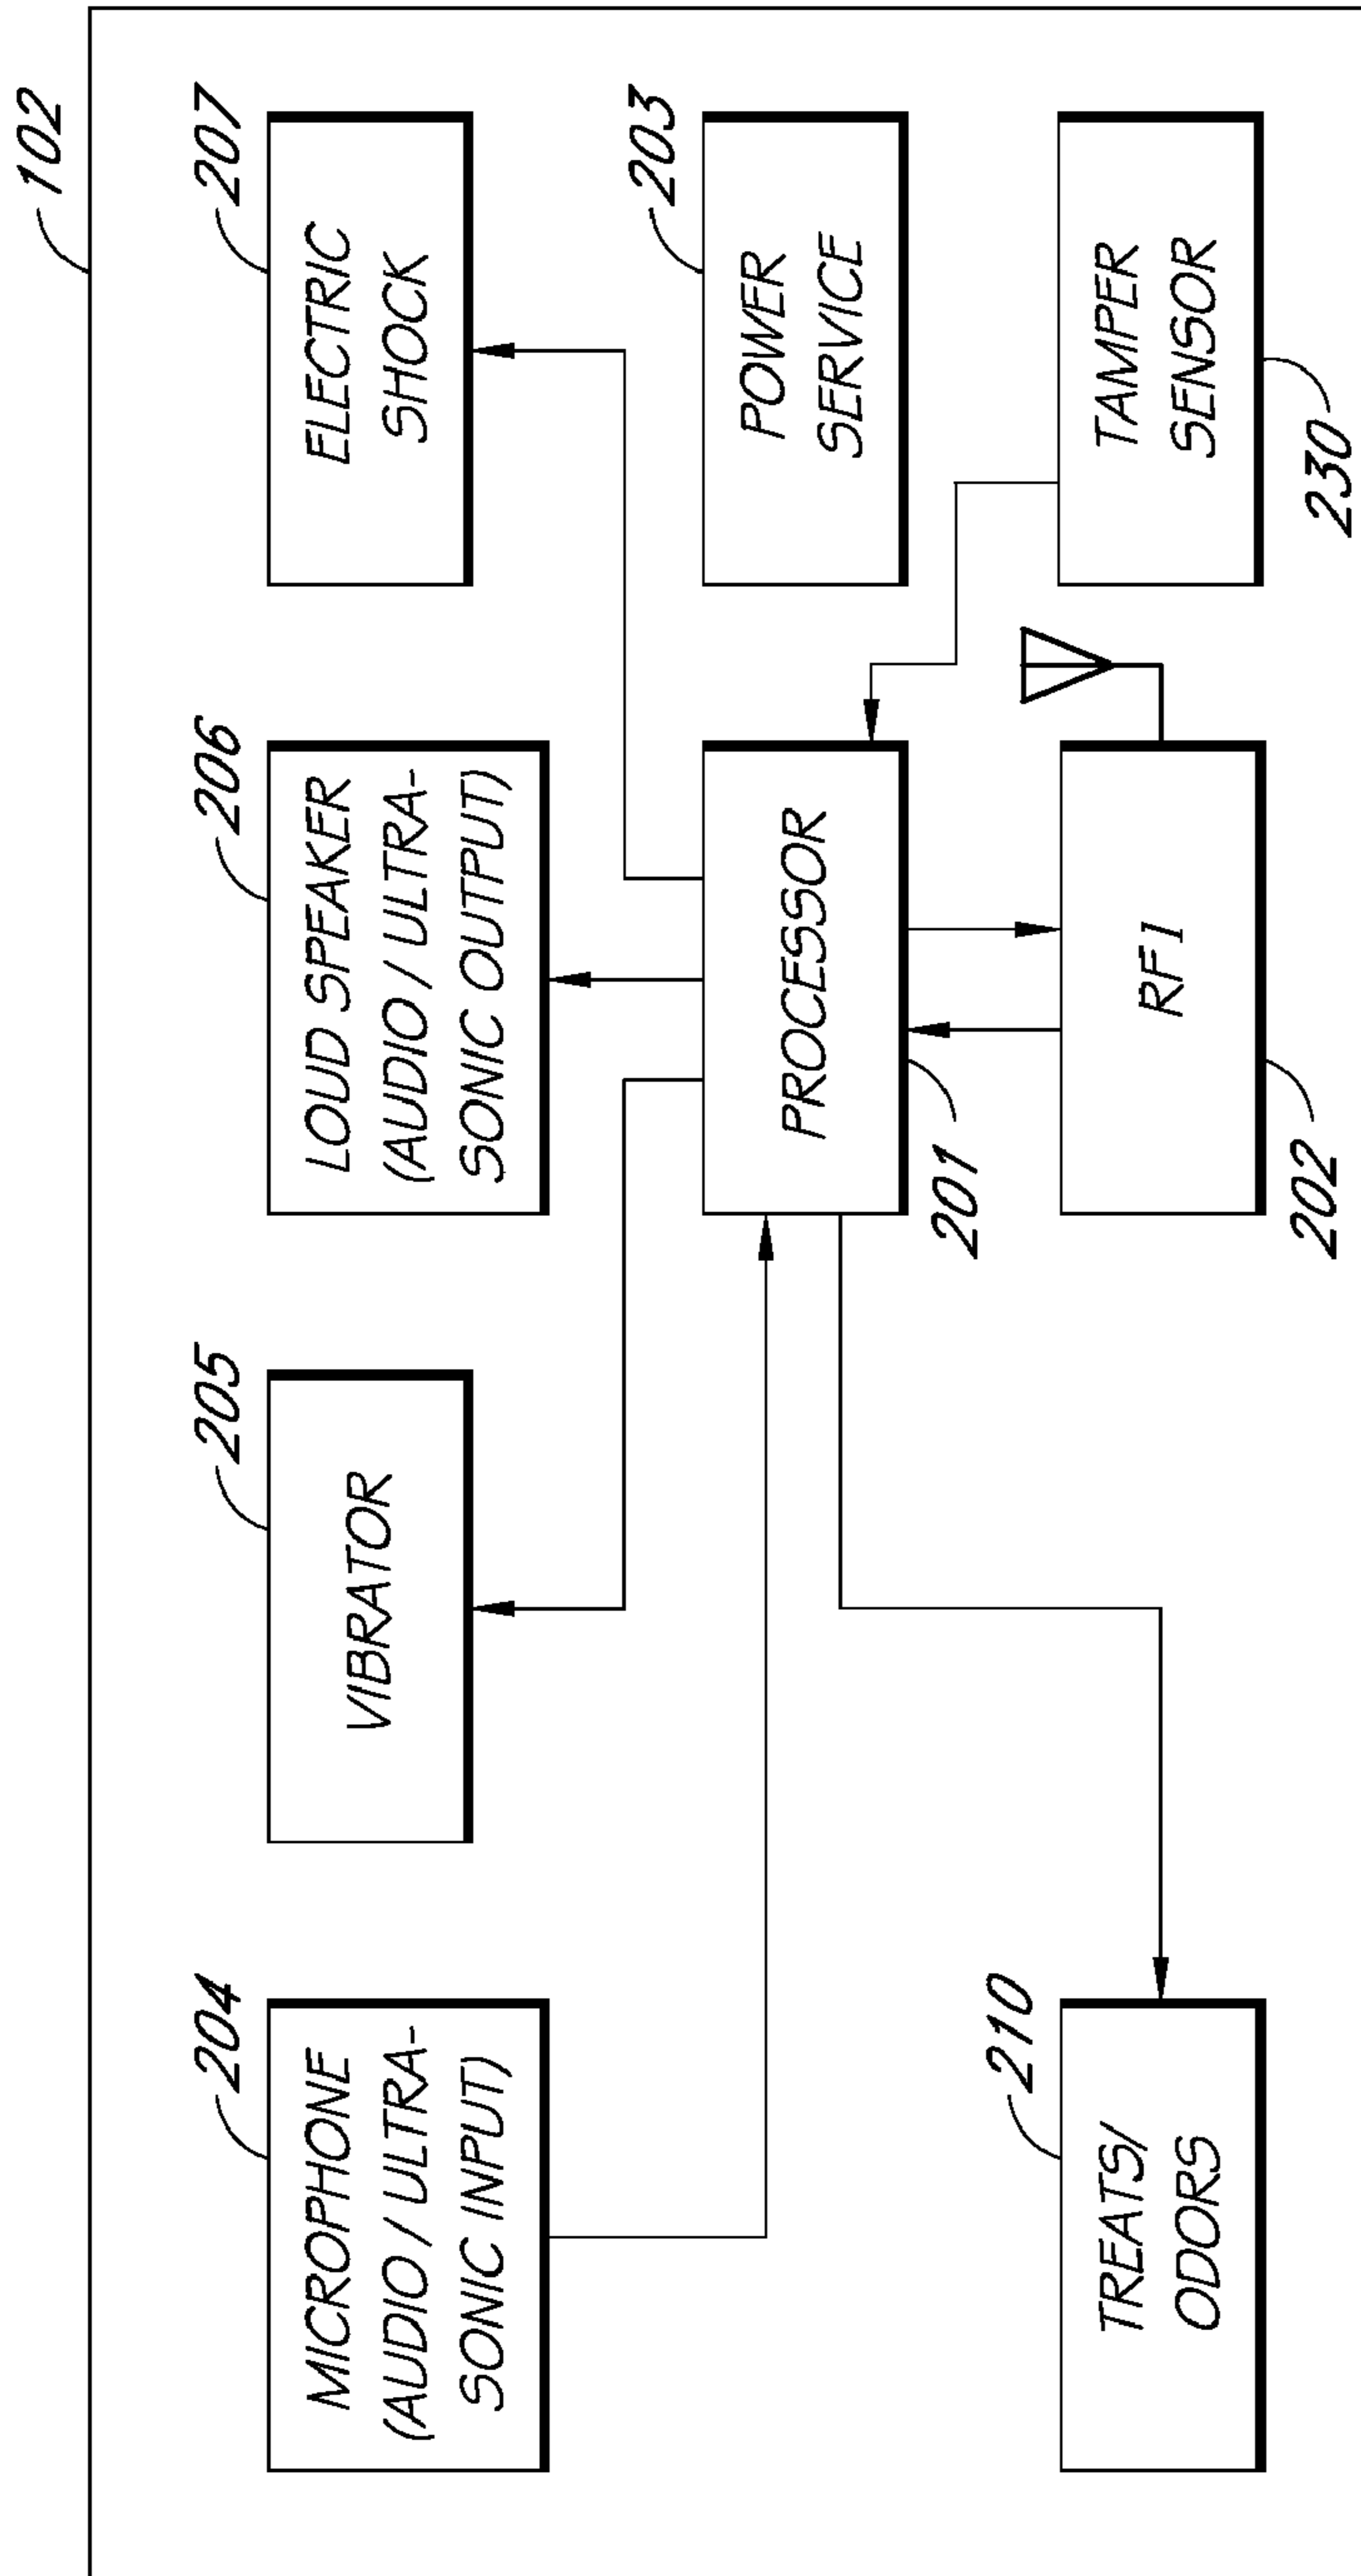 102
204
MICROPHONE
(AUDIO / ULTRA-
SONIC INPUT)
205
VIBRATOR
206
LOUD SPEAKER
(AUDIO / ULTRA-
SONIC OUTPUT)
207
ELECTRIC
SHOCK
PROCESSOR
201
203
POWER
SERVICE
210
TREATS/
ODORS
RF1
202
TAMPER
SENSOR
230